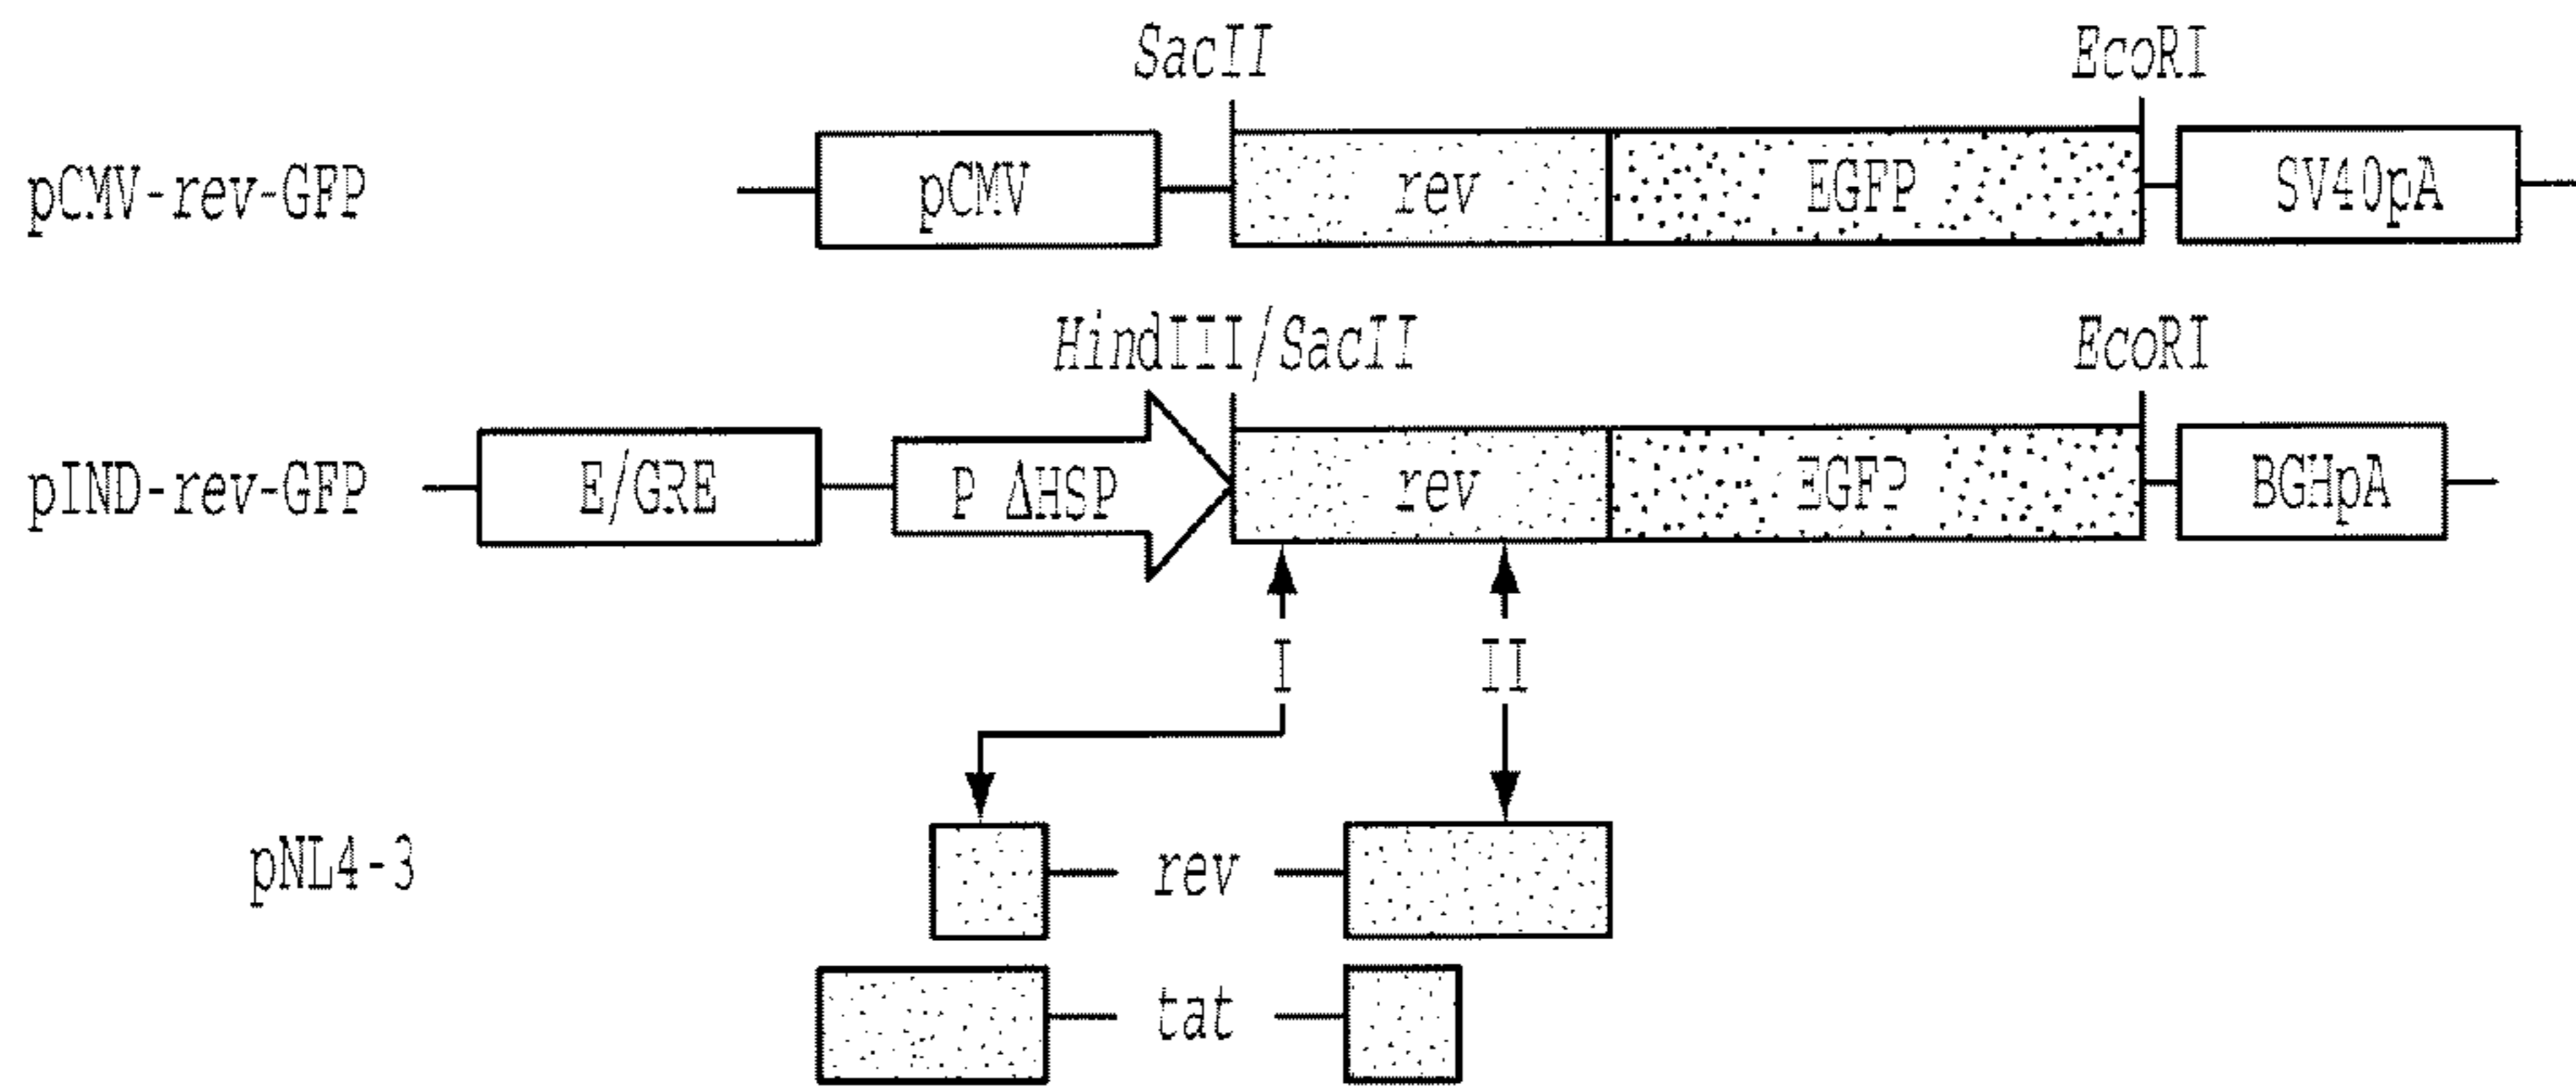 SacII EcoRI
pCMV-rev-GFP pCMV rev EGFP SV40pA
HindIII/SacII EcoRI
pIND-rev-GFP E/GRE P ΔHSP rev EGFP BGHpA
I II
pNL4-3 rev
tat